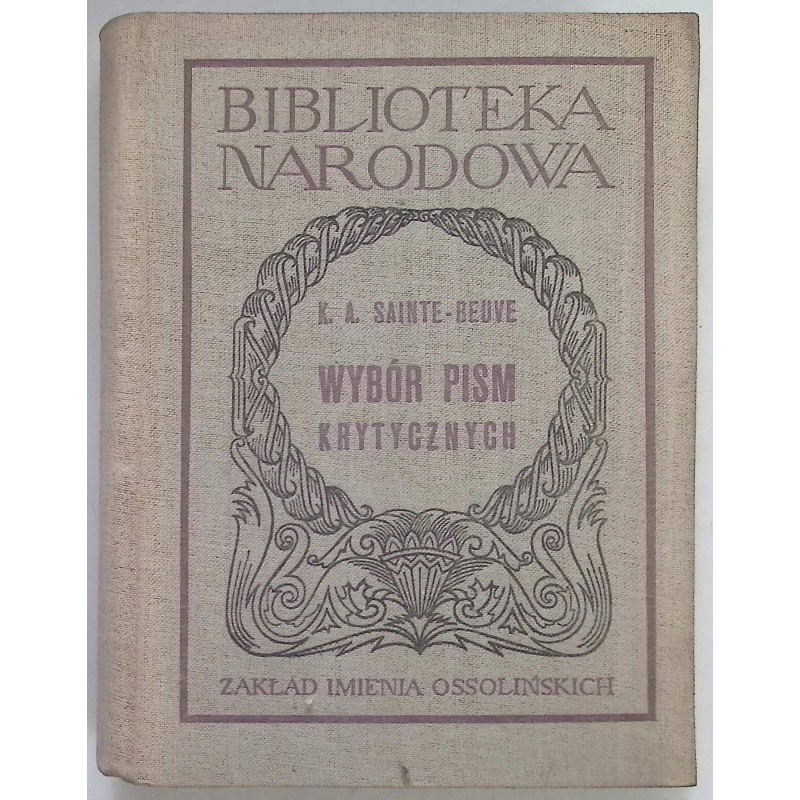 BIBLIOTEKA
NARODOWA
K. A. SAINTE-BEUVE
WYBÓR PISM
KRYTYCZNYCH
ZAKŁAD IMIENIA OSSOLIŃSKICH